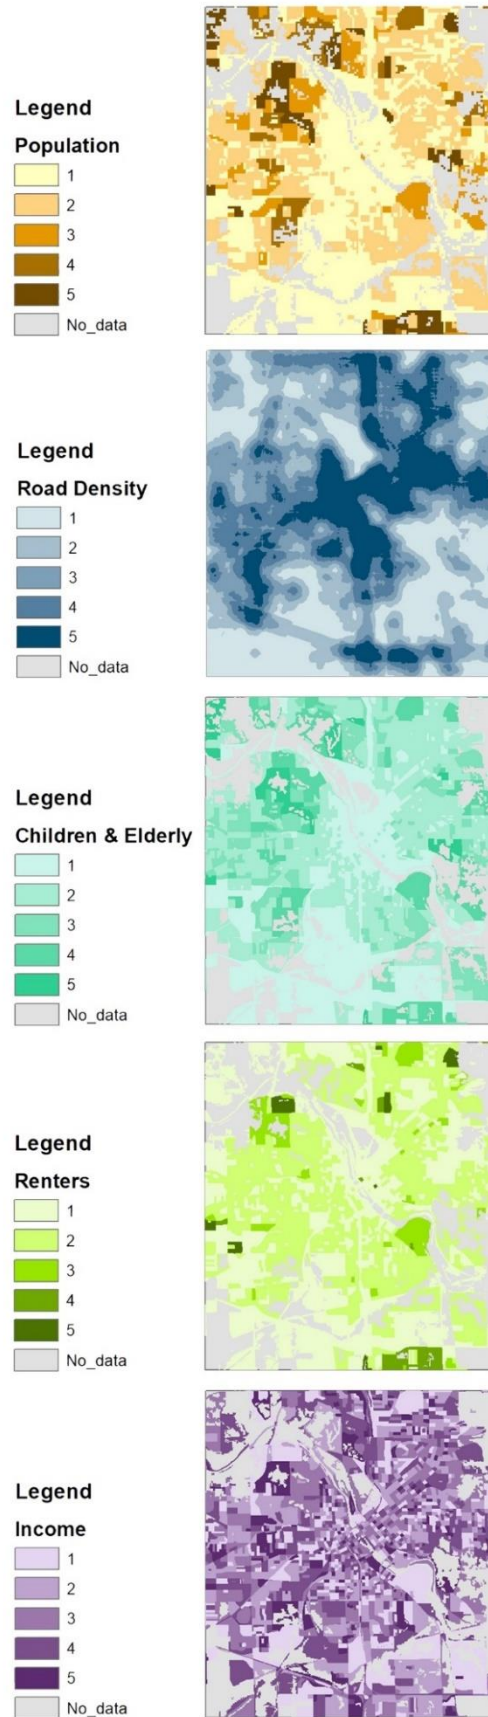 Legend
Population
1
2
3
4
5
No_data
Legend
Road Density
1
2
3
4
5
No_data
Legend
Children & Elderly
1
2
3
4
5
No_data
Legend
Renters
1
2
3
4
5
No_data
Legend
Income
1
2
3
4
5
No_data